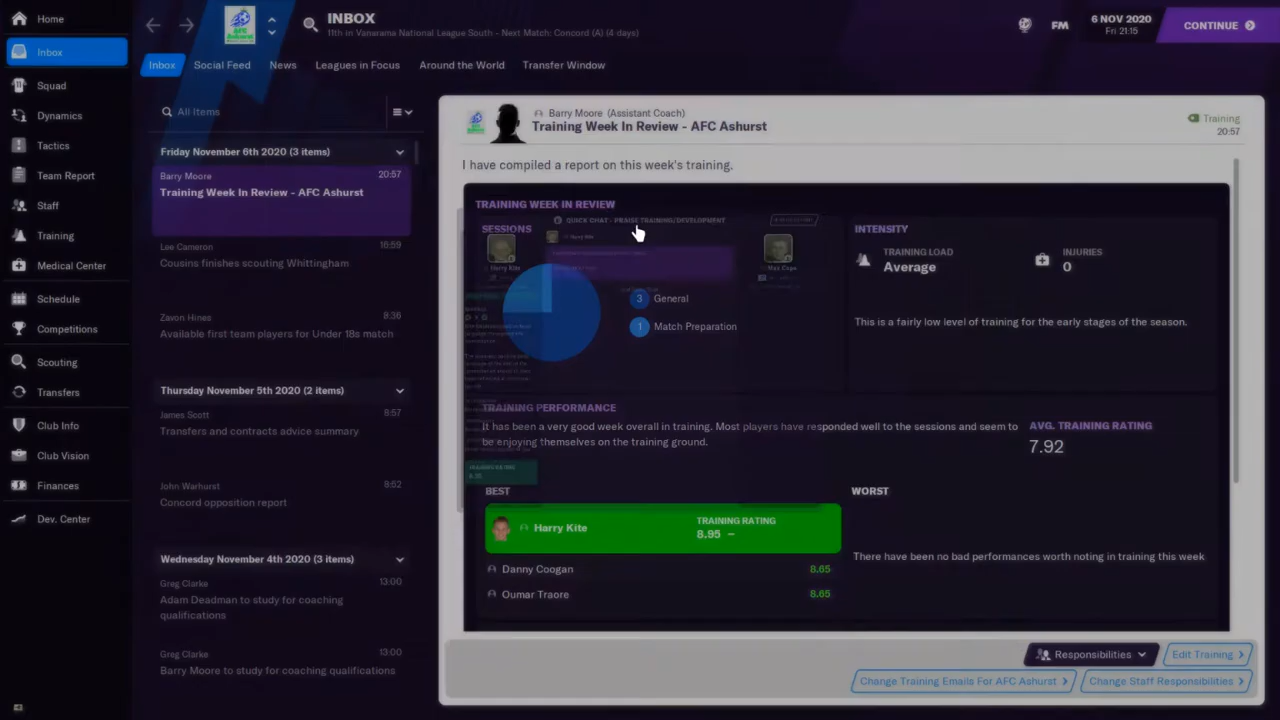 Home
Inbox
Squad
Dynamics
Tactics
Team Report
Staff
Training
Medical Center
Schedule
Competitions
Scouting
Transfers
Club Info
Club Vision
Finances
Dev. Center
INBOX
11th in Vanarama National League South - Next Match: Concord (A) (4 days)
FM
6 NOV 2020
Fri 21:15
CONTINUE
Inbox
Social Feed
News
Leagues in Focus
Around the World
Transfer Window
All Items
Friday November 6th 2020 (3 items)
Barry Moore
20:57
Training Week In Review - AFC Ashurst
Lee Cameron
16:59
Cousins finishes scouting Whittingham
Zavon Hines
8:36
Available first team players for Under 18s match
Thursday November 5th 2020 (2 items)
James Scott
8:57
Transfers and contracts advice summary
John Warhurst
8:52
Concord opposition report
Wednesday November 4th 2020 (3 items)
Greg Clarke
13:00
Adam Deadman to study for coaching
qualifications
Greg Clarke
13:00
Barry Moore to study for coaching qualifications
Barry Moore (Assistant Coach)
Training Week In Review - AFC Ashurst
Training
20:57
I have compiled a report on this week's training.
TRAINING WEEK IN REVIEW
QUICK CHAT - PRAISE TRAINING/DEVELOPMENT
SESSIONS
Harry Kite
Harry Kite
3 General
1 Match Preparation
INTENSITY
TRAINING LOAD
Average
INJURIES
0
This is a fairly low level of training for the early stages of the season.
TRAINING PERFORMANCE
It has been a very good week overall in training. Most players have responded well to the sessions and seem to
be enjoying themselves on the training ground.
AVG. TRAINING RATING
7.92
BEST
Harry Kite
TRAINING RATING
8.95 –
Danny Coogan
8.65
Oumar Traore
8.65
WORST
There have been no bad performances worth noting in training this week
Responsibilities
Edit Training
Change Training Emails For AFC Ashurst
Change Staff Responsibilities